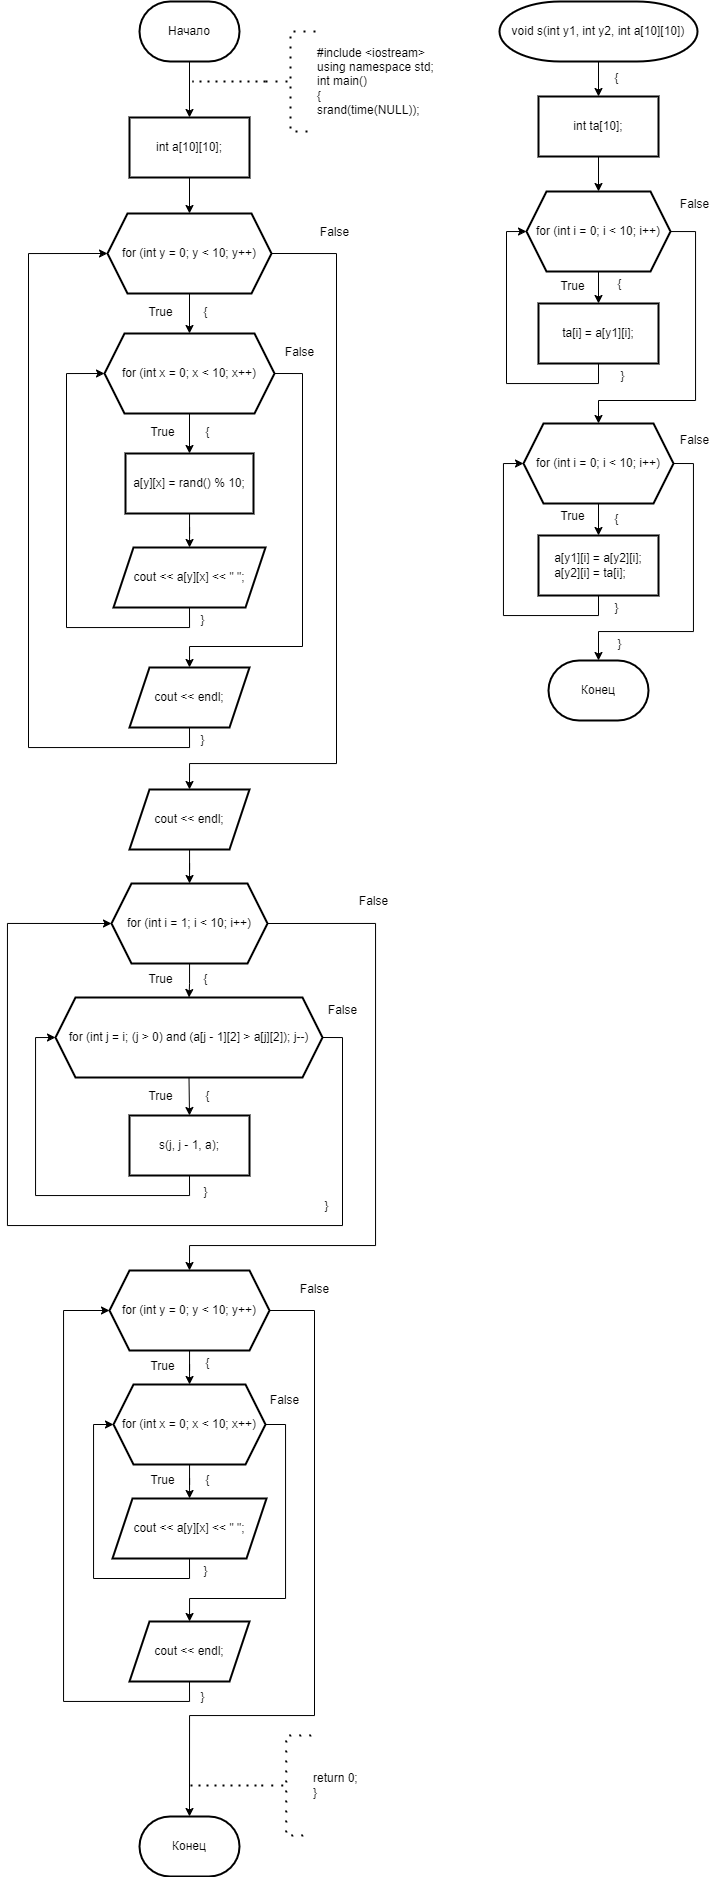 Начало
#include <iostream>
using namespace std;
int main()
{
srand(time(NULL));
int a[10][10];
for (int y = 0; y < 10; y++)
False
True
{
for (int x = 0; x < 10; x++)
False
True
{
a[y][x] = rand() % 10;
cout << a[y][x] << " ";
}
cout << endl;
}
cout << endl;
for (int i = 1; i < 10; i++)
False
True
{
for (int j = i; (j > 0) and (a[j - 1][2] > a[j][2]); j--)
False
True
{
s(j, j - 1, a);
}
}
for (int y = 0; y < 10; y++)
False
True
{
for (int x = 0; x < 10; x++)
False
True
{
cout << a[y][x] << " ";
}
cout << endl;
}
return 0;
}
Конец
void s(int y1, int y2, int a[10][10])
{
int ta[10];
for (int i = 0; i < 10; i++)
False
True
{
ta[i] = a[y1][i];
}
for (int i = 0; i < 10; i++)
False
True
{
a[y1][i] = a[y2][i];
a[y2][i] = ta[i];
}
}
Конец